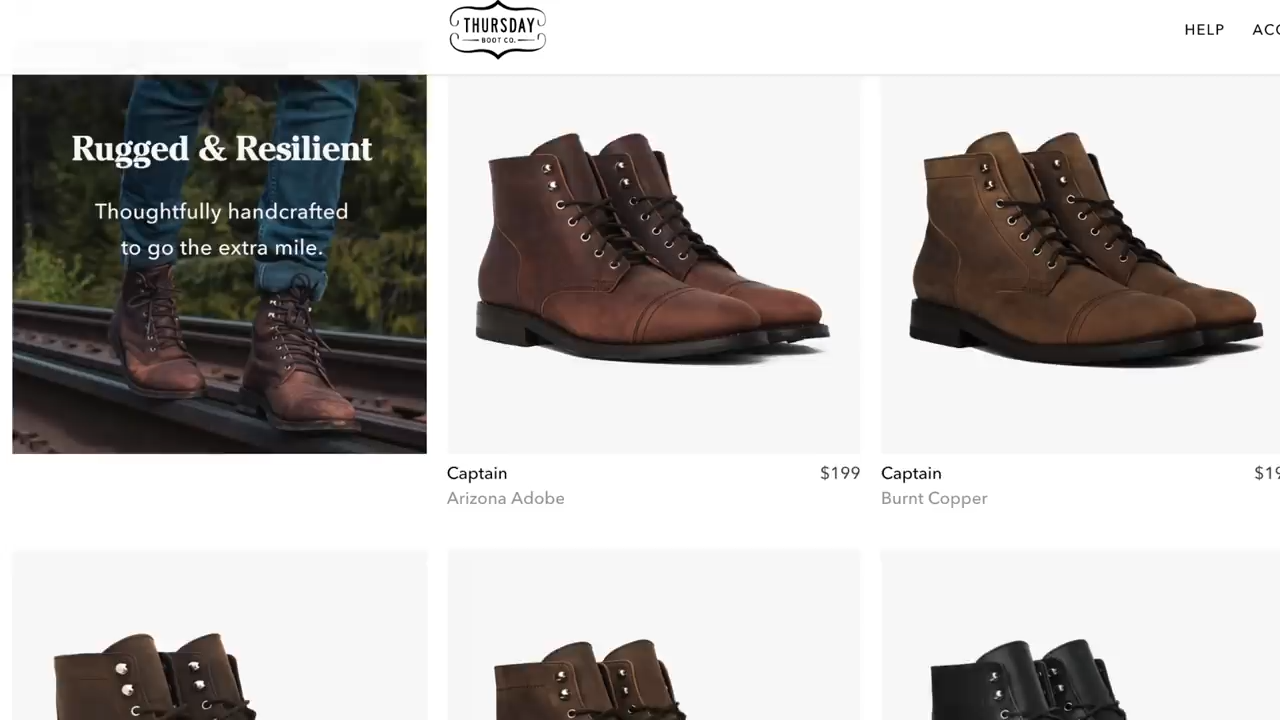 THURSDAY
BOOT CO.
HELP
Rugged & Resilient
Thoughtfully handcrafted
to go the extra mile.
Captain
$199
Captain
Arizona Adobe
Burnt Copper